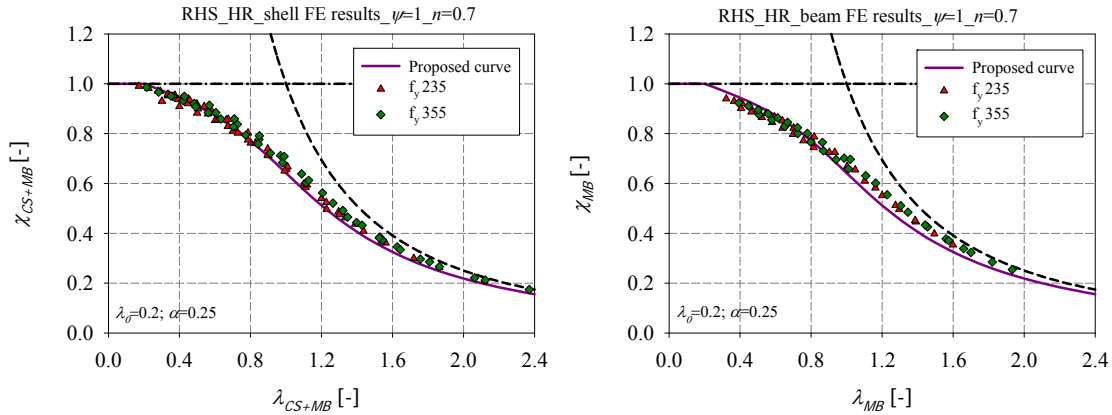 RHS_HR_shell FE results_ψ=1_n=0.7
1.2
1.0
0.8
0.6
0.4
0.2
0.0
χCS+MB [-]
Proposed curve
fy 235
fy 355
λ0=0.2; α=0.25
0.0 0.4 0.8 1.2 1.6 2.0 2.4
λCS+MB [-]
RHS_HR_beam FE results_ψ=1_n=0.7
1.2
1.0
0.8
0.6
0.4
0.2
0.0
χMB [-]
Proposed curve
fy 235
fy 355
λ0=0.2; α=0.25
0.0 0.4 0.8 1.2 1.6 2.0 2.4
λMB [-]